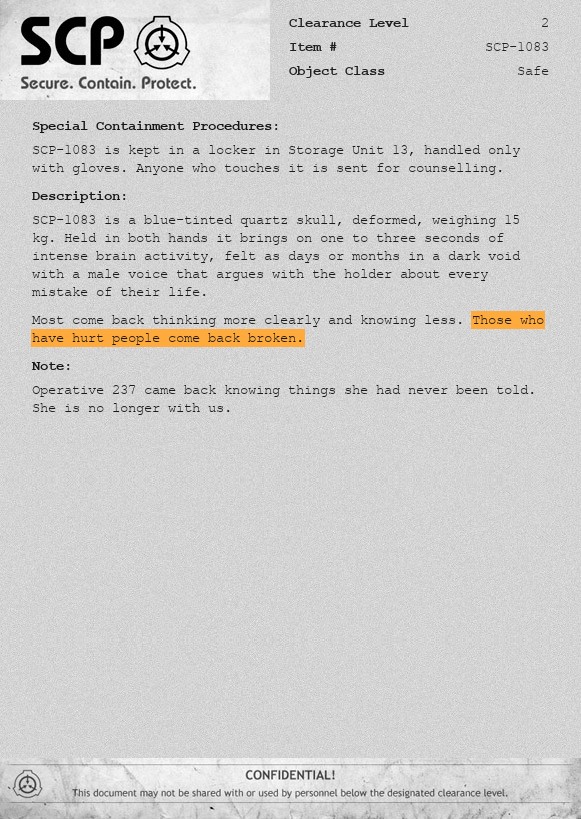 SCP
Secure. Contain. Protect.
Clearance Level 2
Item # SCP-1083
Object Class Safe
Special Containment Procedures:
SCP-1083 is kept in a locker in Storage Unit 13, handled only
with gloves. Anyone who touches it is sent for counselling.
Description:
SCP-1083 is a blue-tinted quartz skull, deformed, weighing 15
kg. Held in both hands it brings on one to three seconds of
intense brain activity, felt as days or months in a dark void
with a male voice that argues with the holder about every
mistake of their life.
Most come back thinking more clearly and knowing less. Those who
have hurt people come back broken.
Note:
Operative 237 came back knowing things she had never been told.
She is no longer with us.
CONFIDENTIAL!
This document may not be shared with or used by personnel below the designated clearance level.